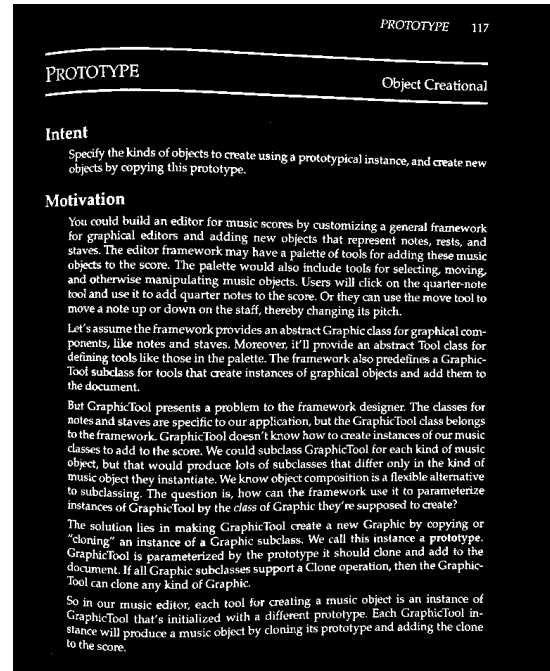 PROTOTYPE 117
PROTOTYPE
Object Creational
Intent
Specify the kinds of objects to create using a prototypical instance, and create new
objects by copying this prototype.
Motivation
You could build an editor for music scores by customizing a general framework
for graphical editors and adding new objects that represent notes, rests, and
staves. The editor framework may have a palette of tools for adding these music
objects to the score. The palette would also include tools for selecting, moving,
and otherwise manipulating music objects. Users will click on the quarter-note
tool and use it to add quarter notes to the score. Or they can use the move tool to
move a note up or down on the staff, thereby changing its pitch.
Let's assume the framework provides an abstract Graphic class for graphical com-
ponents, like notes and staves. Moreover, it'll provide an abstract Tool class for
defining tools like those in the palette. The framework also predefines a Graphic-
Tool subclass for tools that create instances of graphical objects and add them to
the document.
But GraphicTool presents a problem to the framework designer. The classes for
notes and staves are specific to our application, but the GraphicTool class belongs
to the framework. GraphicTool doesn't know how to create instances of our music
classes to add to the score. We could subclass GraphicTool for each kind of music
object, but that would produce lots of subclasses that differ only in the kind of
music object they instantiate. We know object composition is a flexible alternative
to subclassing. The question is, how can the framework use it to parameterize
instances of GraphicTool by the class of Graphic they're supposed to create?
The solution lies in making GraphicTool create a new Graphic by copying or
"cloning" an instance of a Graphic subclass. We call this instance a prototype.
GraphicTool is parameterized by the prototype it should clone and add to the
document. If all Graphic subclasses support a Clone operation, then the Graphic-
Tool can clone any kind of Graphic.
So in our music editor, each tool for creating a music object is an instance of
GraphicTool that's initialized with a different prototype. Each GraphicTool in-
stance will produce a music object by cloning its prototype and adding the clone
to the score.